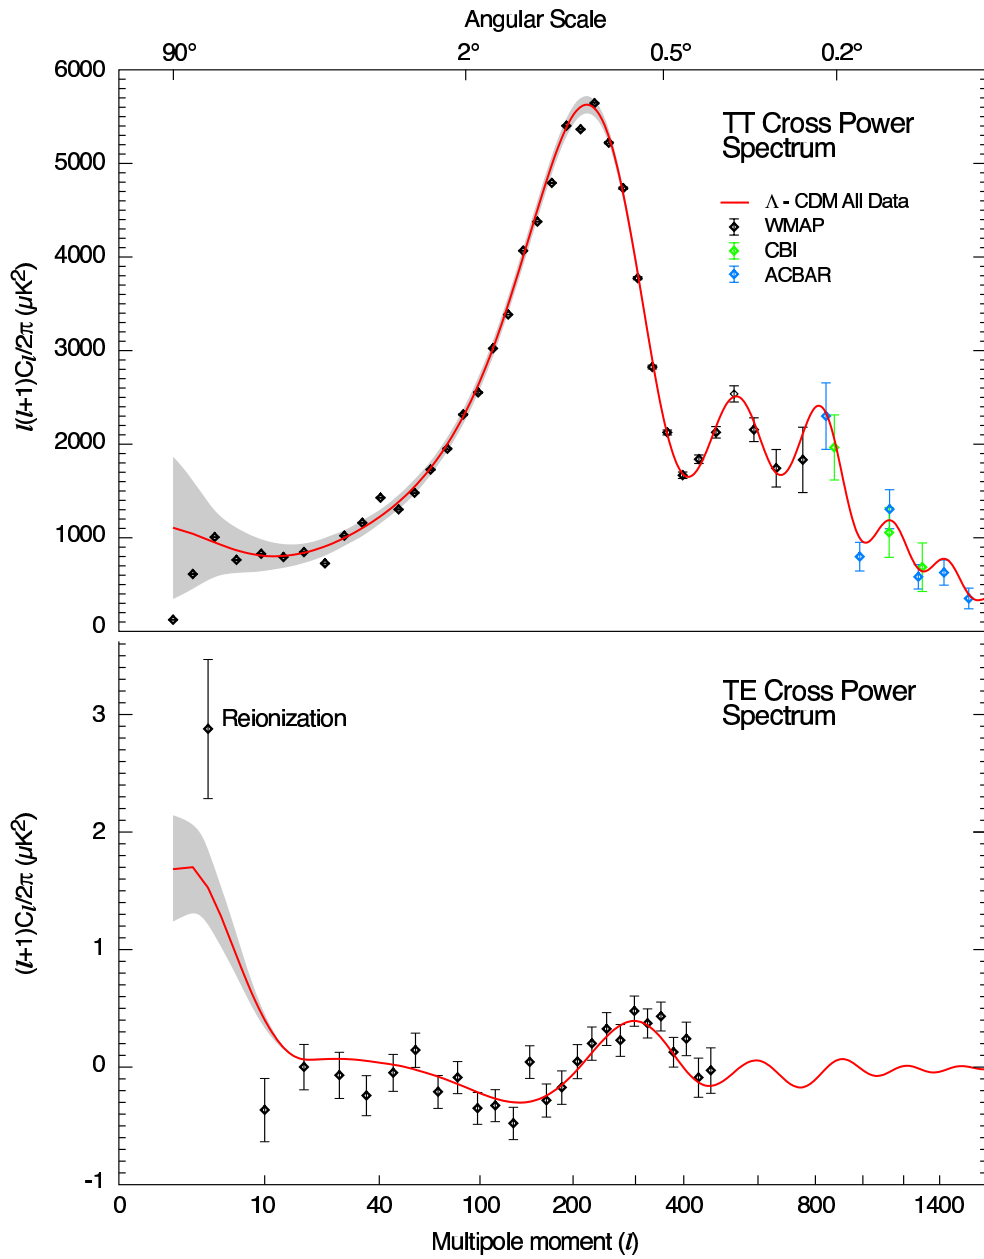 Angular Scale
90° 2° 0.5° 0.2°
6000
TT Cross Power
Spectrum
5000
Λ - CDM All Data
WMAP
CBI
4000
ACBAR
l(l+1)Cl/2π (μK²)
3000
2000
1000
0
TE Cross Power
Spectrum
3
Reionization
2
(l+1)Cl/2π (μK²)
1
0
-1
0 10 40 100 200 400 800 1400
Multipole moment (l)